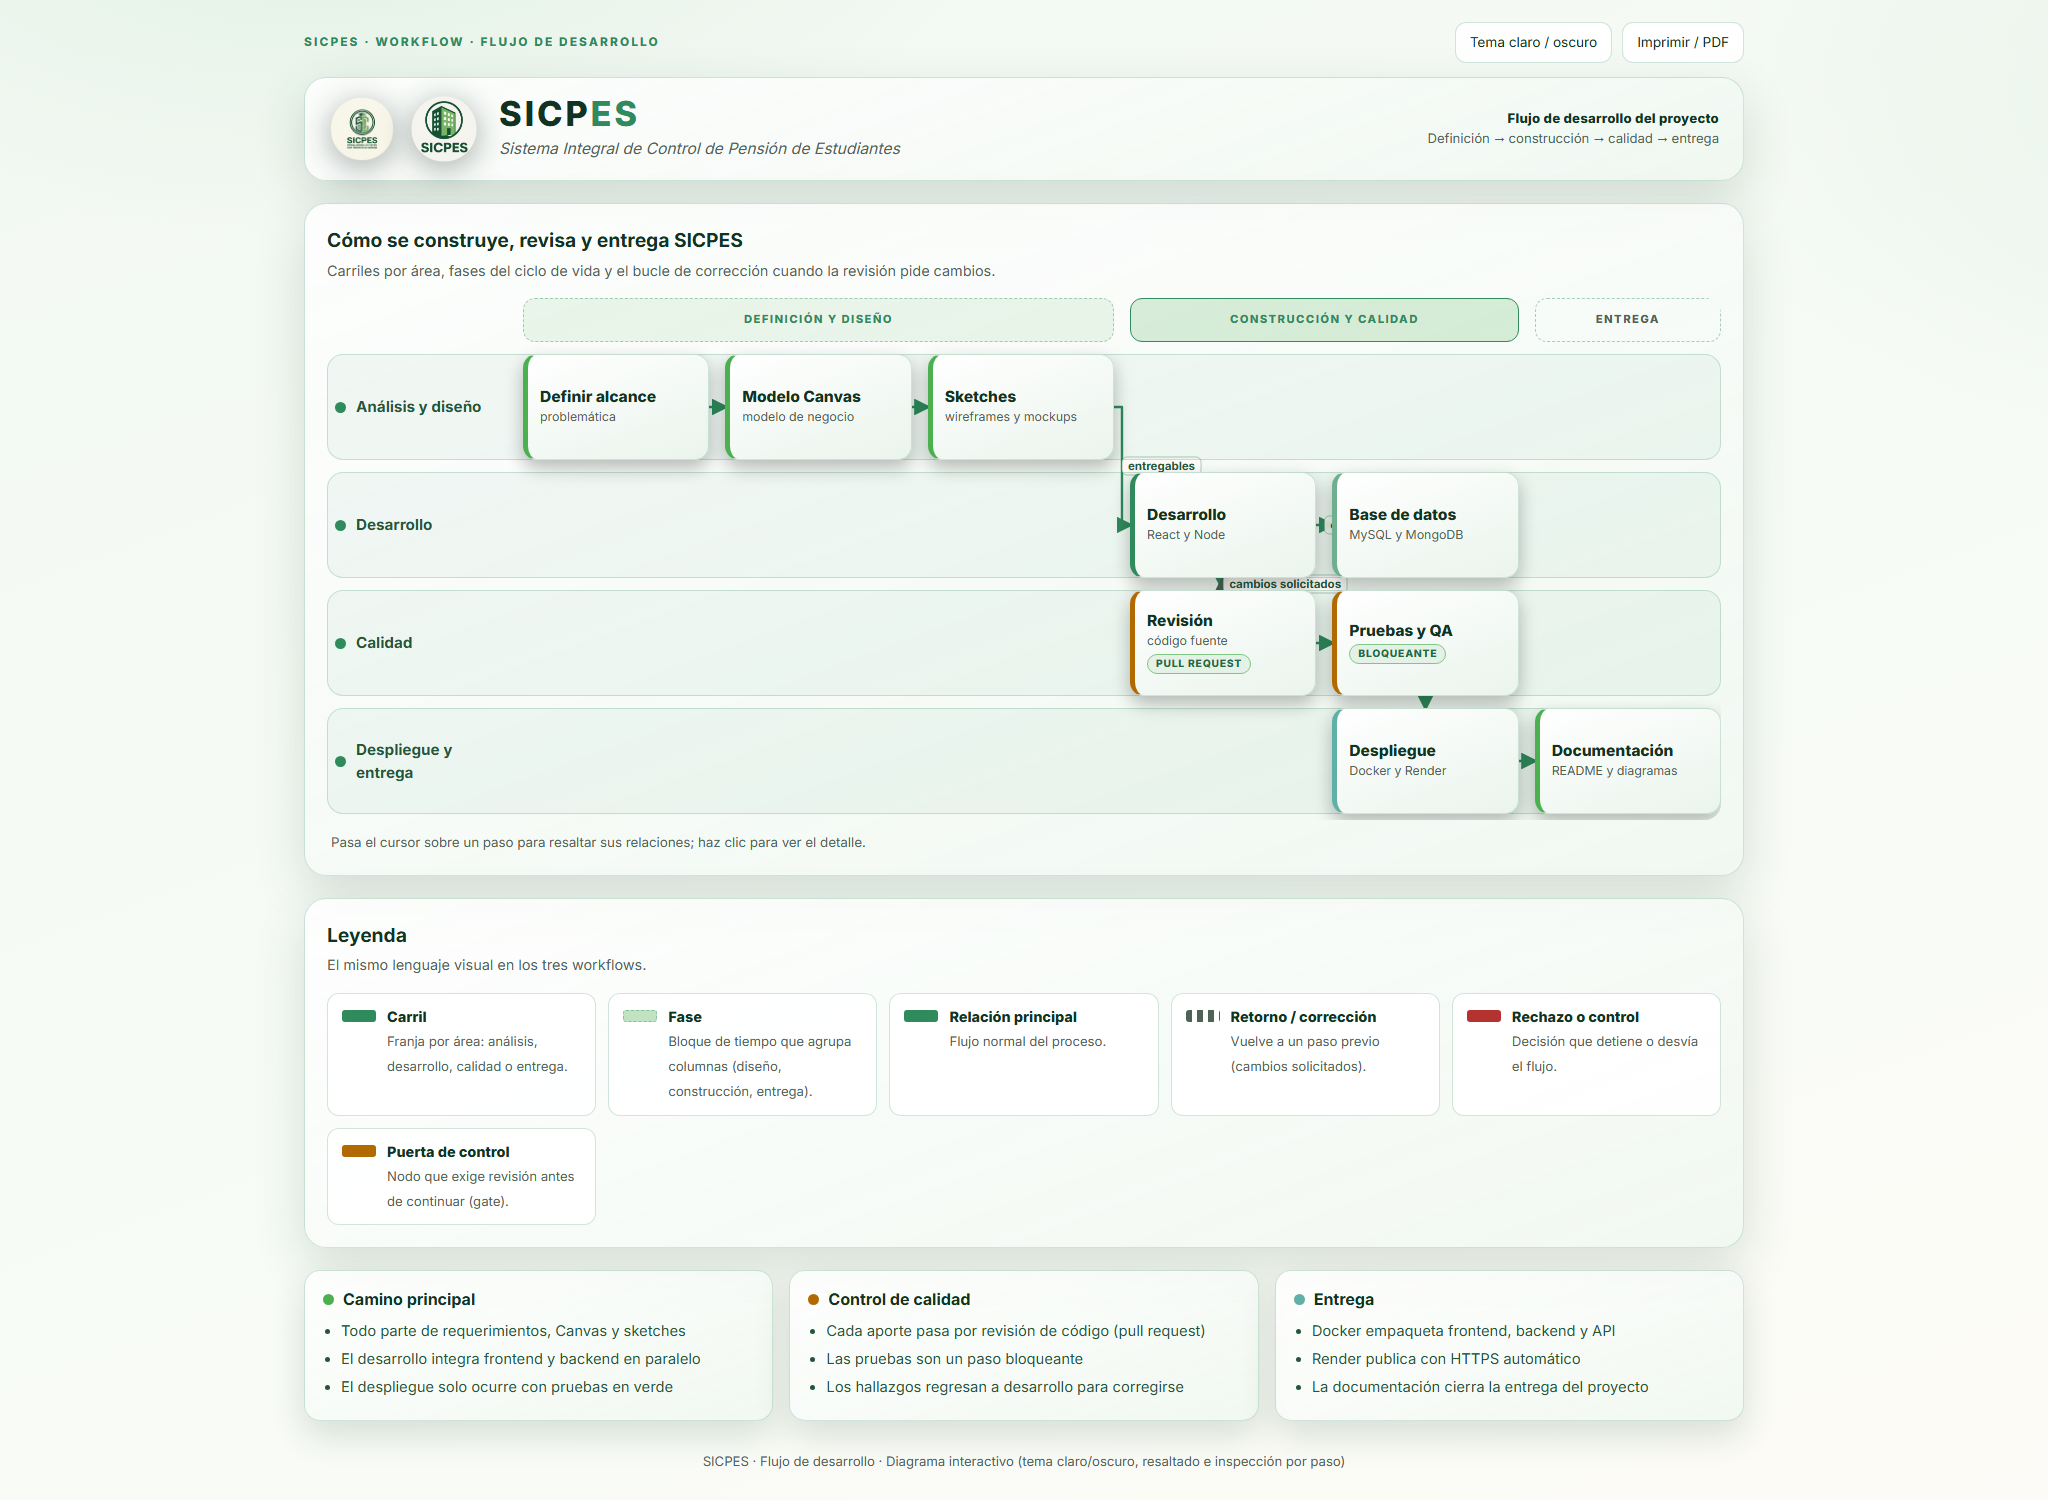 SICPES · WORKFLOW · FLUJO DE DESARROLLO
Tema claro / oscuro
Imprimir / PDF
SICPES
SICPES
SICPES
Sistema Integral de Control de Pensión de Estudiantes
Flujo de desarrollo del proyecto
Definición → construcción → calidad → entrega
Cómo se construye, revisa y entrega SICPES
Carriles por área, fases del ciclo de vida y el bucle de corrección cuando la revisión pide cambios.
DEFINICIÓN Y DISEÑO
CONSTRUCCIÓN Y CALIDAD
ENTREGA
Análisis y diseño
Definir alcance
problemática
Modelo Canvas
modelo de negocio
Sketches
wireframes y mockups
entregables
Desarrollo
Desarrollo
React y Node
Base de datos
MySQL y MongoDB
cambios solicitados
Calidad
Revisión
código fuente
PULL REQUEST
Pruebas y QA
BLOQUEANTE
Despliegue y
entrega
Despliegue
Docker y Render
Documentación
README y diagramas
Pasa el cursor sobre un paso para resaltar sus relaciones; haz clic para ver el detalle.
Leyenda
El mismo lenguaje visual en los tres workflows.
Carril
Franja por área: análisis,
desarrollo, calidad o entrega.
Fase
Bloque de tiempo que agrupa
columnas (diseño,
construcción, entrega).
Relación principal
Flujo normal del proceso.
Retorno / corrección
Vuelve a un paso previo
(cambios solicitados).
Rechazo o control
Decisión que detiene o desvía
el flujo.
Puerta de control
Nodo que exige revisión antes
de continuar (gate).
Camino principal
• Todo parte de requerimientos, Canvas y sketches
• El desarrollo integra frontend y backend en paralelo
• El despliegue solo ocurre con pruebas en verde
Control de calidad
• Cada aporte pasa por revisión de código (pull request)
• Las pruebas son un paso bloqueante
• Los hallazgos regresan a desarrollo para corregirse
Entrega
• Docker empaqueta frontend, backend y API
• Render publica con HTTPS automático
• La documentación cierra la entrega del proyecto
SICPES · Flujo de desarrollo · Diagrama interactivo (tema claro/oscuro, resaltado e inspección por paso)